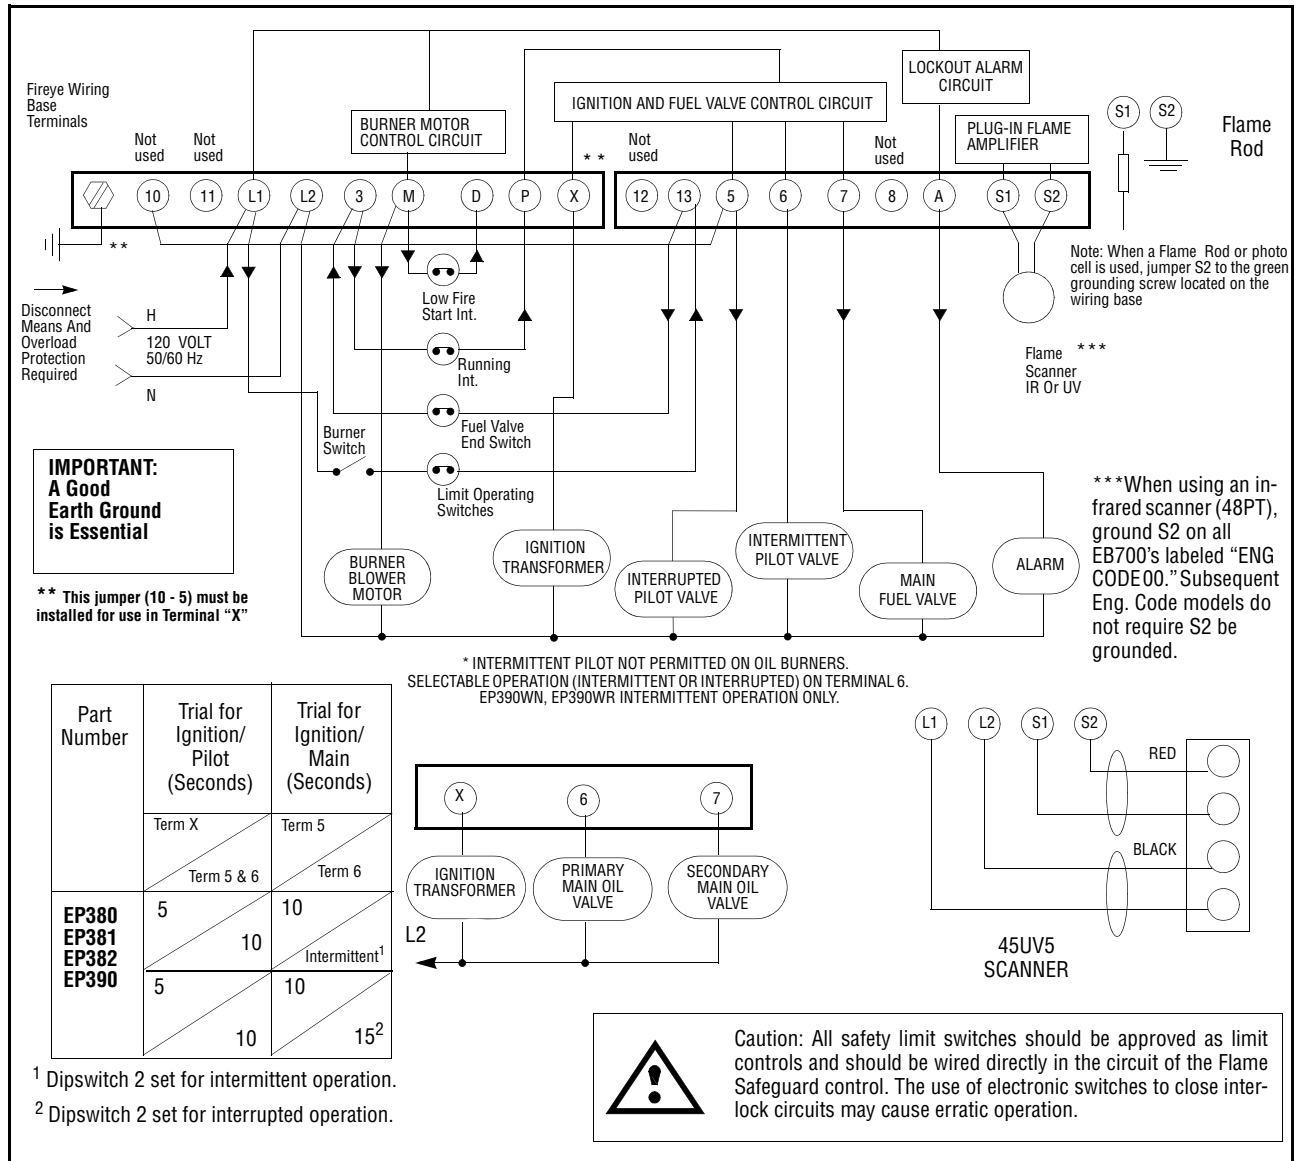 Fireye Wiring
Base
Terminals
LOCKOUT ALARM
CIRCUIT
IGNITION AND FUEL VALVE CONTROL CIRCUIT
BURNER MOTOR
CONTROL CIRCUIT
PLUG-IN FLAME
AMPLIFIER
S1 S2
Flame
Rod
Not
used
Not
used
* *
Not
used
Not
used
10 11 L1 L2 3 M D P X 12 13 5 6 7 8 A S1 S2
* *
Note: When a Flame Rod or photo
cell is used, jumper S2 to the green
grounding screw located on the
wiring base
Disconnect
Means And
Overload
Protection
Required
H
120 VOLT
50/60 Hz
N
Low Fire
Start Int.
Running
Int.
Fuel Valve
End Switch
Burner
Switch
Limit Operating
Switches
Flame ***
Scanner
IR Or UV
IMPORTANT:
A Good
Earth Ground
is Essential
** This jumper (10 - 5) must be
installed for use in Terminal “X”
BURNER
BLOWER
MOTOR
IGNITION
TRANSFORMER
INTERRUPTED
PILOT VALVE
INTERMITTENT
PILOT VALVE
MAIN
FUEL VALVE
ALARM
***When using an in-
frared scanner (48PT),
ground S2 on all
EB700's labeled “ENG
CODE00.”Subsequent
Eng. Code models do
not require S2 be
grounded.
* INTERMITTENT PILOT NOT PERMITTED ON OIL BURNERS.
SELECTABLE OPERATION (INTERMITTENT OR INTERRUPTED) ON TERMINAL 6.
EP390WN, EP390WR INTERMITTENT OPERATION ONLY.
Part
Number
Trial for
Ignition/
Pilot
(Seconds)
Trial for
Ignition/
Main
(Seconds)
Term X
Term 5 & 6
Term 5
Term 6
EP380
EP381
EP382
EP390
5
10
10
Intermittent1
5
10
10
152
1 Dipswitch 2 set for intermittent operation.
2 Dipswitch 2 set for interrupted operation.
X 6 7
IGNITION
TRANSFORMER
PRIMARY
MAIN OIL
VALVE
SECONDARY
MAIN OIL
VALVE
L2
L1 L2 S1 S2
RED
BLACK
45UV5
SCANNER
Caution: All safety limit switches should be approved as limit
controls and should be wired directly in the circuit of the Flame
Safeguard control. The use of electronic switches to close inter-
lock circuits may cause erratic operation.